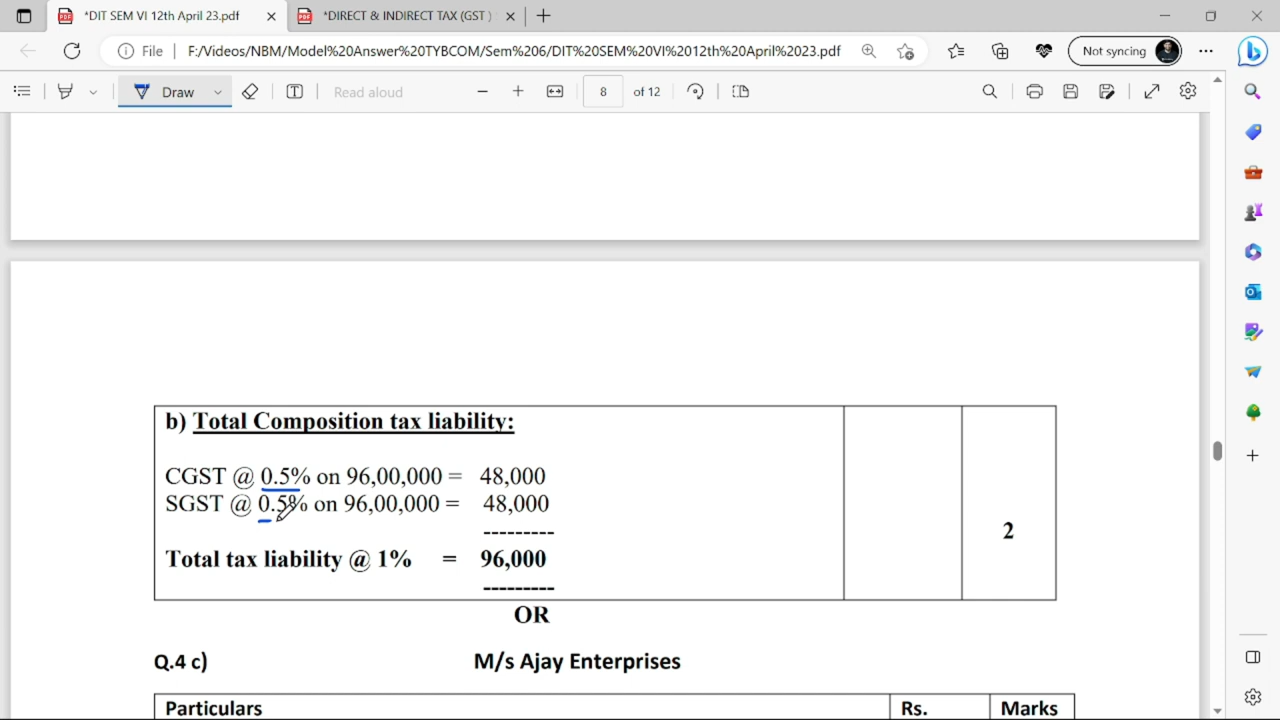 *DIT SEM VI 12th April 23.pdf
*DIRECT & INDIRECT TAX (GST )
File
F:/Videos/NBM/Model%20Answer%20TYBCOM/Sem%206/DIT%20SEM%20VI%2012th%20April%2023.pdf
Not syncing
Draw
Read aloud
8 of 12
b) Total Composition tax liability:
CGST @ 0.5% on 96,00,000 = 48,000
SGST @ 0.5% on 96,00,000 = 48,000
---------
2
Total tax liability @ 1% = 96,000
---------
OR
Q.4 c) M/s Ajay Enterprises
Particulars Rs. Marks